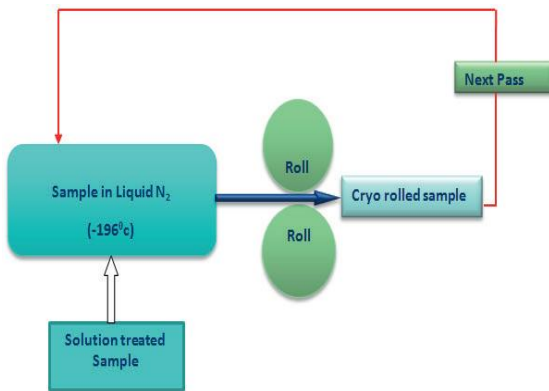 Next Pass
Roll
Sample in Liquid N₂
(-196⁰c)
Cryo rolled sample
Roll
Solution treated
Sample